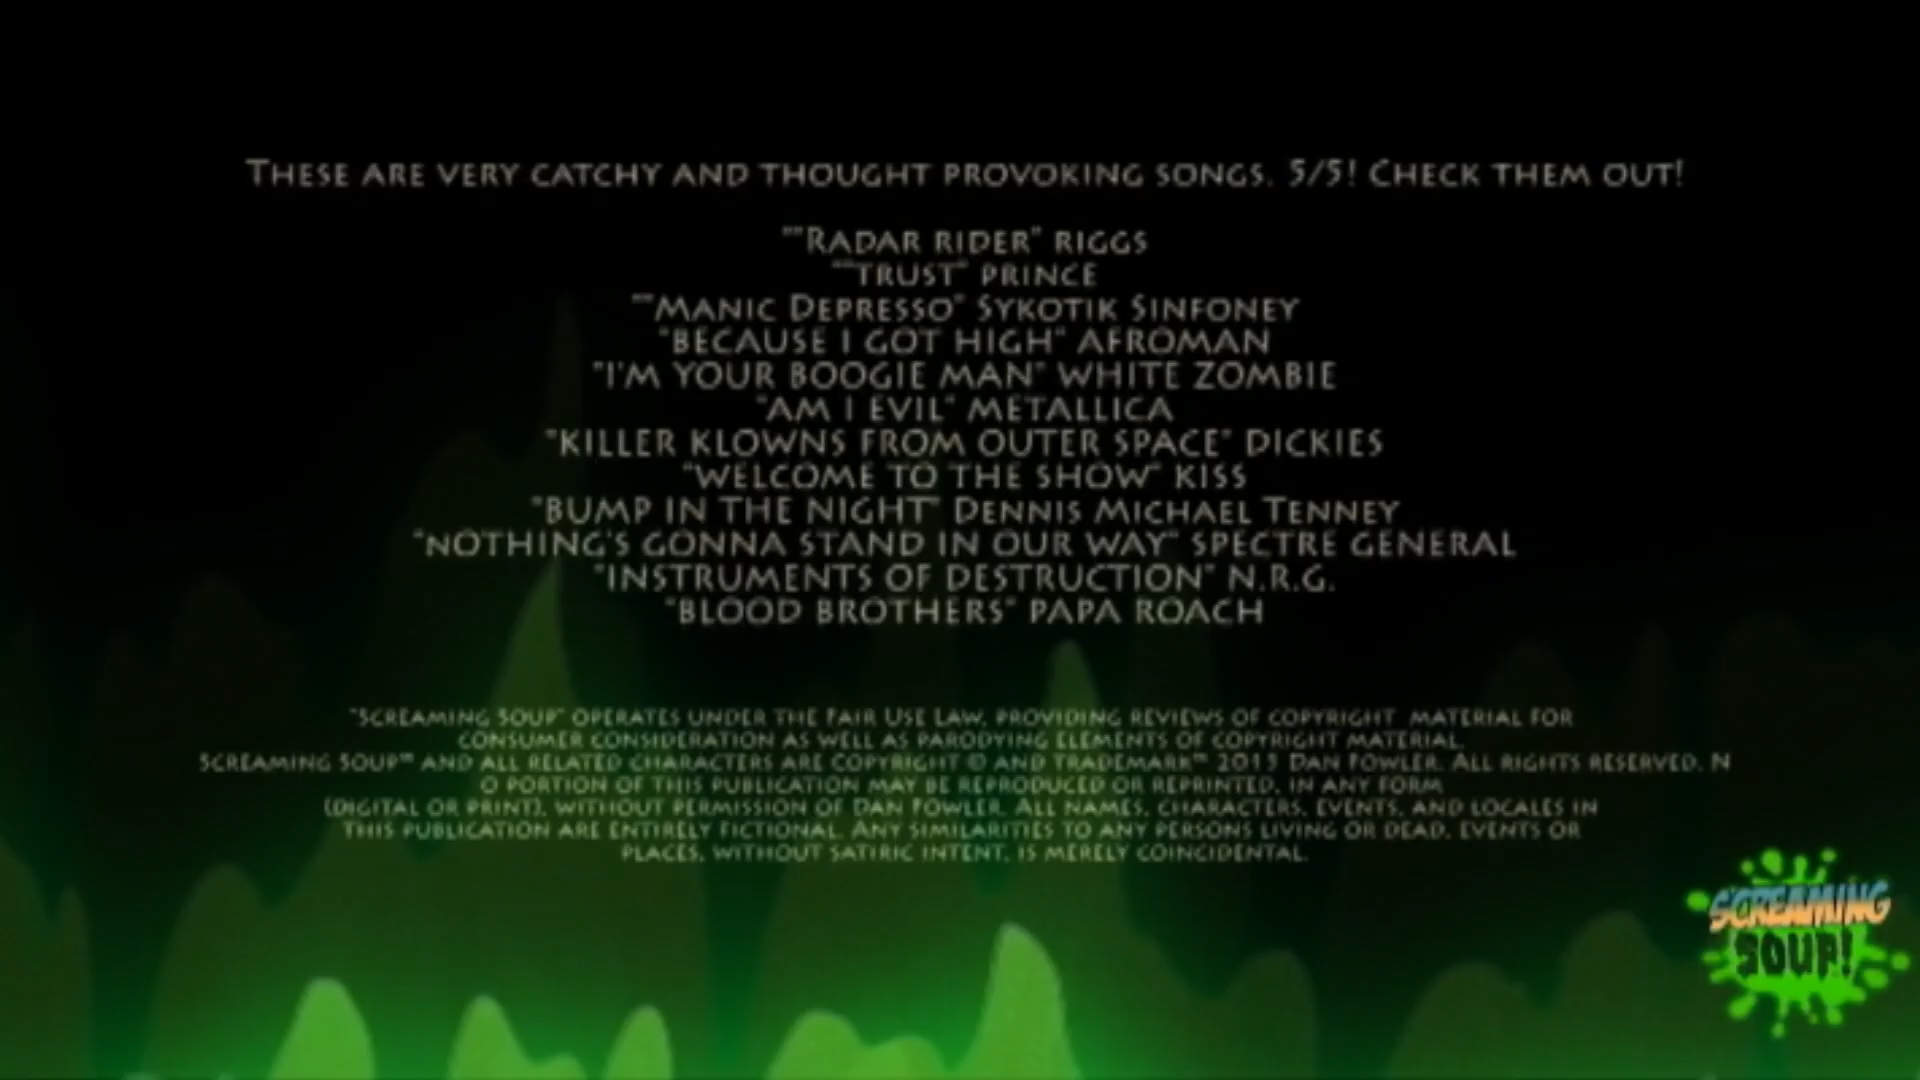 These are very catchy and thought provoking songs. 5/5! Check them out!
""Radar rider" riggs
""trust" prince
""Manic Depresso" Sykotik Sinfoney
"BECAUSE I GOT HIGH" AFROMAN
"I'M YOUR BOOGIE MAN" WHITE ZOMBIE
"AM I EVIL" METALLICA
"KILLER KLOWNS FROM OUTER SPACE" DICKIES
"WELCOME TO THE SHOW" KISS
"BUMP IN THE NIGHT" Dennis Michael Tenney
"NOTHING'S GONNA STAND IN OUR WAY" SPECTRE GENERAL
"INSTRUMENTS OF DESTRUCTION" N.R.G.
"BLOOD BROTHERS" PAPA ROACH
"Screaming Soup" operates under the Fair Use Law, providing reviews of copyright material for
consumer consideration as well as parodying elements of copyright material.
Screaming Soup™ and all related characters are Copyright © and trademark™ 2013 Dan Fowler. All rights reserved. N
o portion of this publication may be reproduced or reprinted, in any form
(digital or print), without permission of Dan Fowler. All names, characters, events, and locales in
this publication are entirely fictional. Any similarities to any persons living or dead, events or
places, without satiric intent, is merely coincidental.
SCREAMING
SOUP!